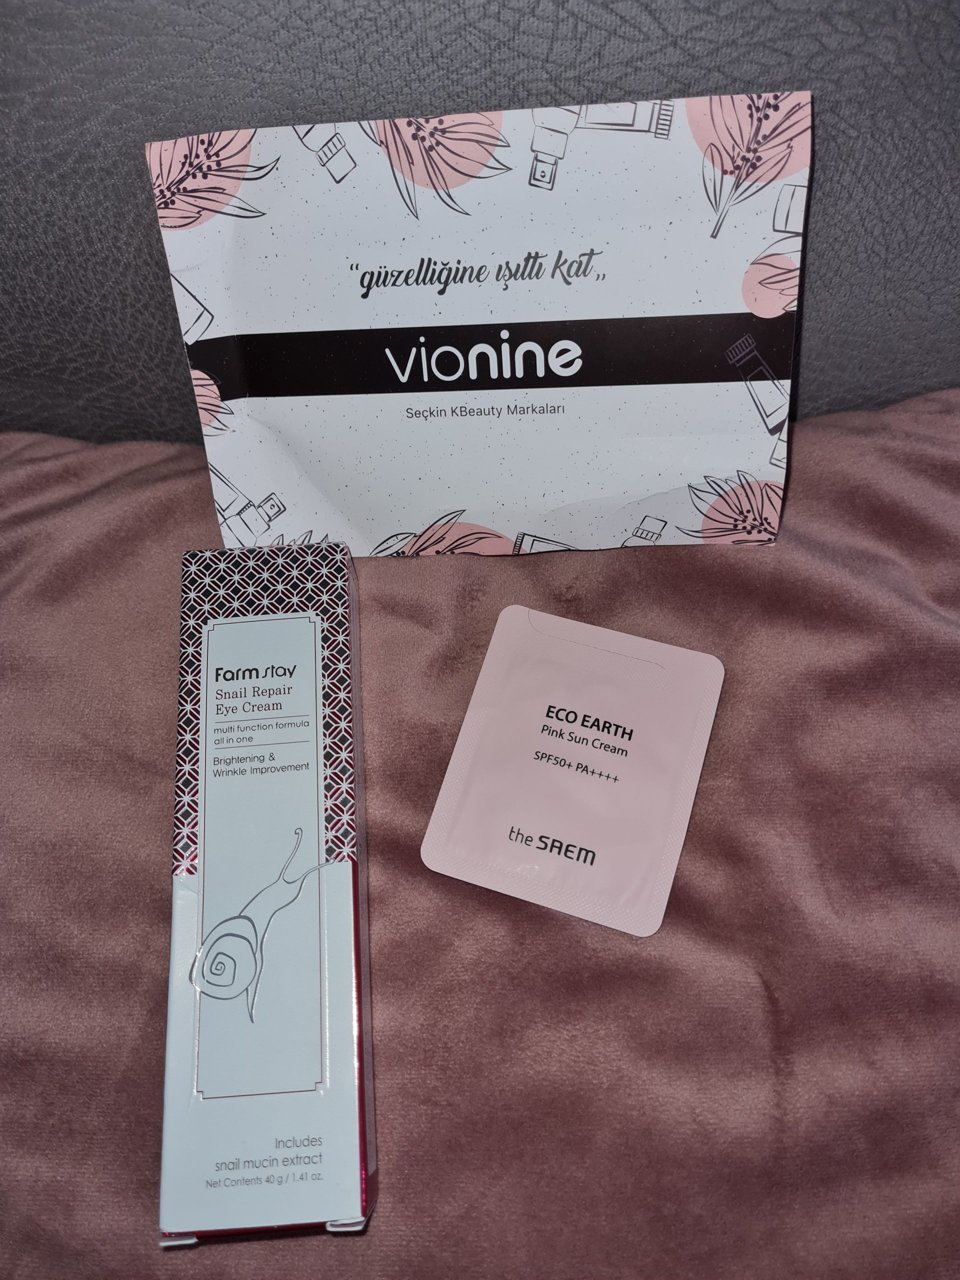 “güzelliğine ışıltı kat„
vionine
Seçkin KBeauty Markaları
Farm stay
Snail Repair
Eye Cream
multi function formula
all in one
Brightening &
Wrinkle Improvement
Includes
snail mucin extract
Net Contents 40 g / 1.41 oz.
ECO EARTH
Pink Sun Cream
SPF50+ PA++++
the SAEM